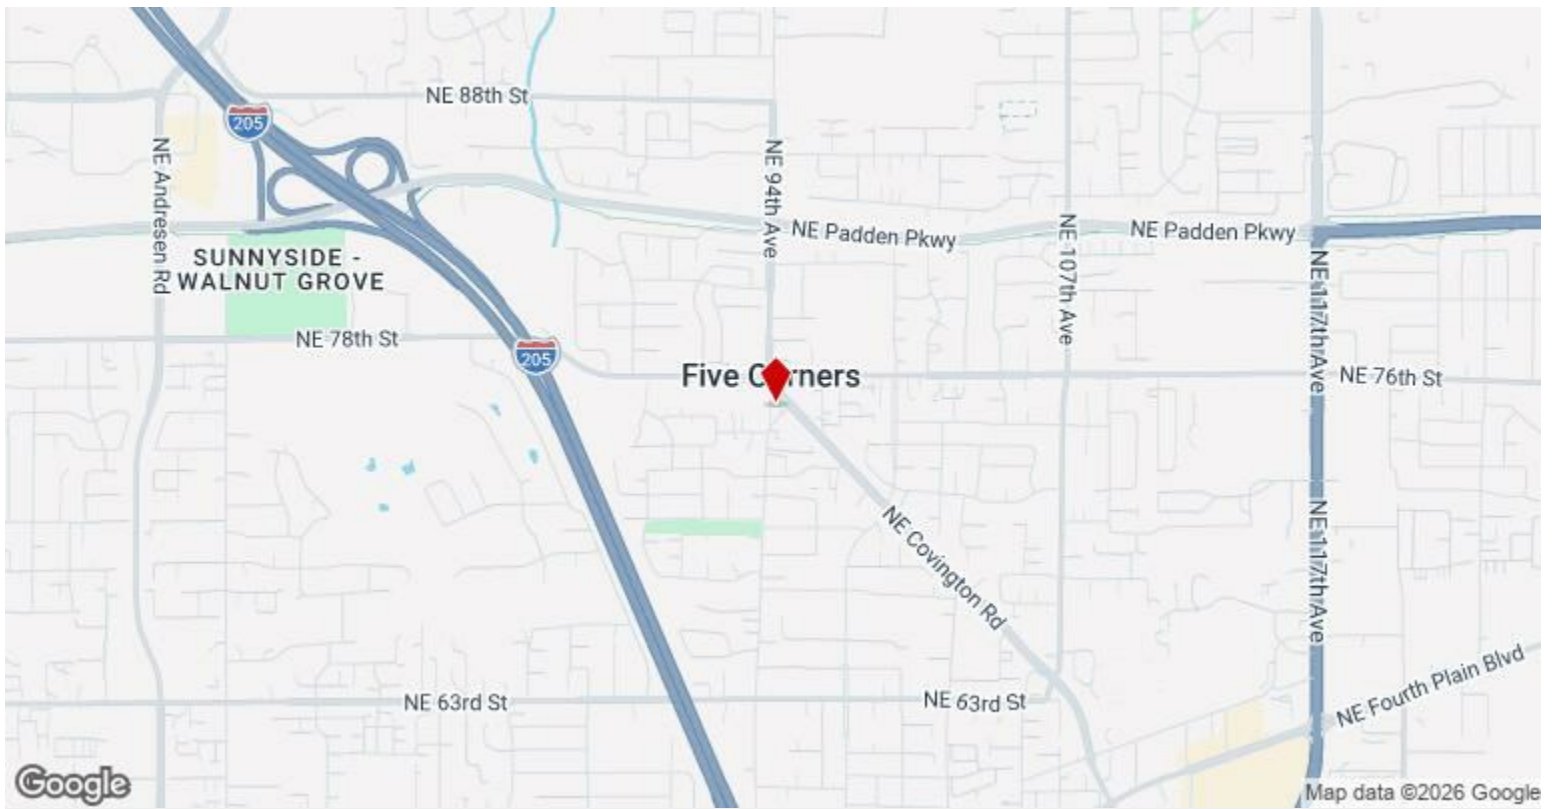 NE 88th St
205
NE Andresen Rd
NE 94th Ave
NE Padden Pkwy
NE 107th Ave
NE Padden Pkwy
SUNNYSIDE -
WALNUT GROVE
NE 117th Ave
NE 78th St
205
Five Corners
NE 76th St
NE Covington Rd
NE 117th Ave
NE 63rd St
NE 63rd St
NE Fourth Plain Blvd
Google
Map data ©2026 Google